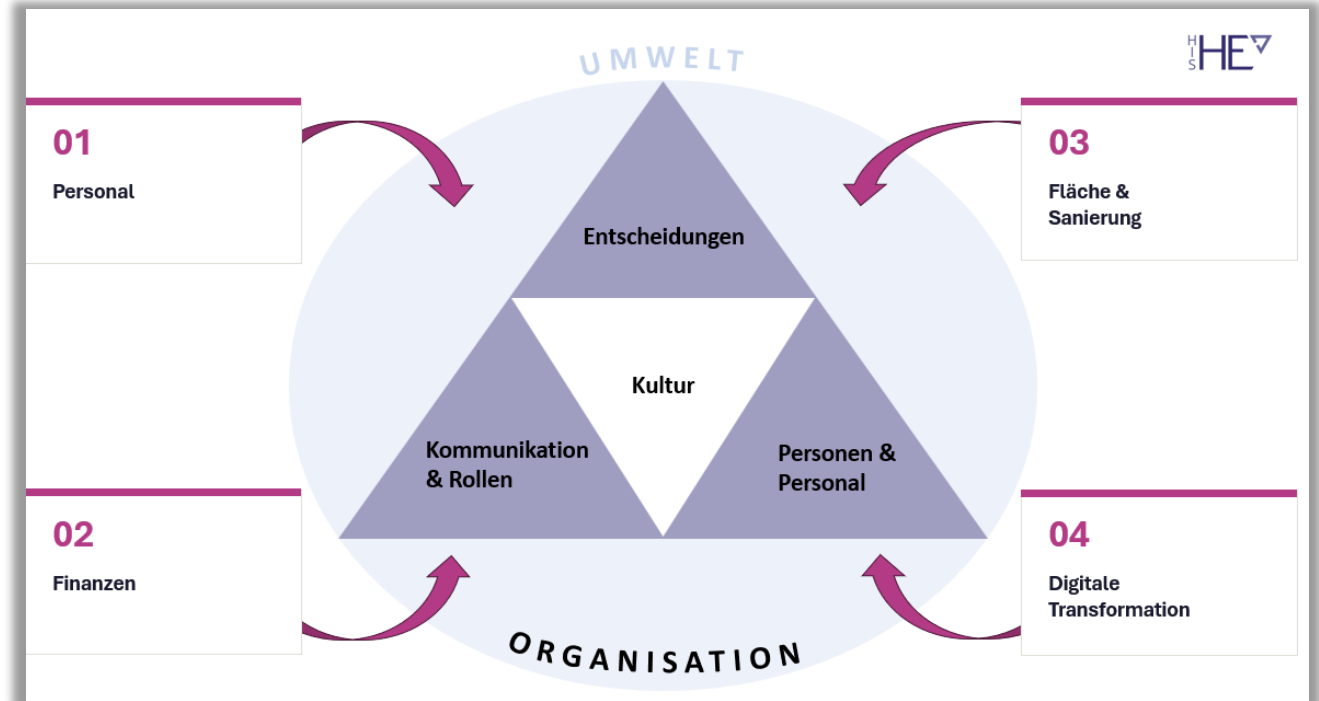 UMWELT
HIS HE
01
Personal
03
Fläche &
Sanierung
Entscheidungen
Kultur
Kommunikation
& Rollen
Personen &
Personal
02
Finanzen
04
Digitale
Transformation
ORGANISATION